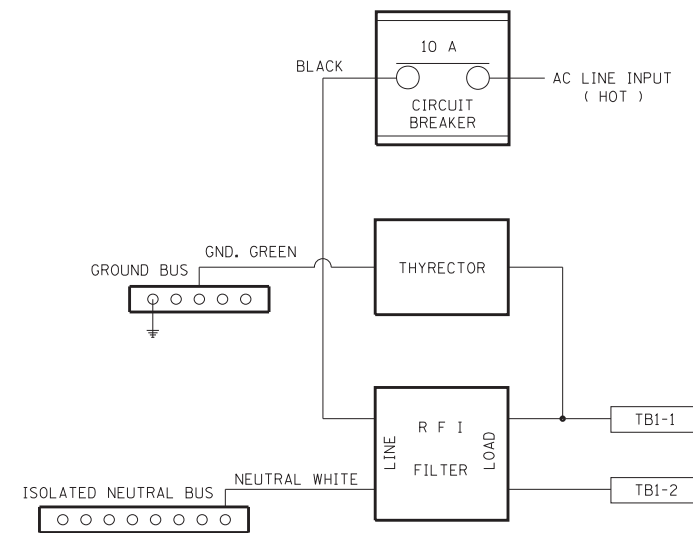 10 A
BLACK
AC LINE INPUT
( HOT )
CIRCUIT
BREAKER
GND. GREEN
GROUND BUS
THYRECTOR
LINE
R F I
FILTER
LOAD
TB1-1
NEUTRAL WHITE
ISOLATED NEUTRAL BUS
TB1-2